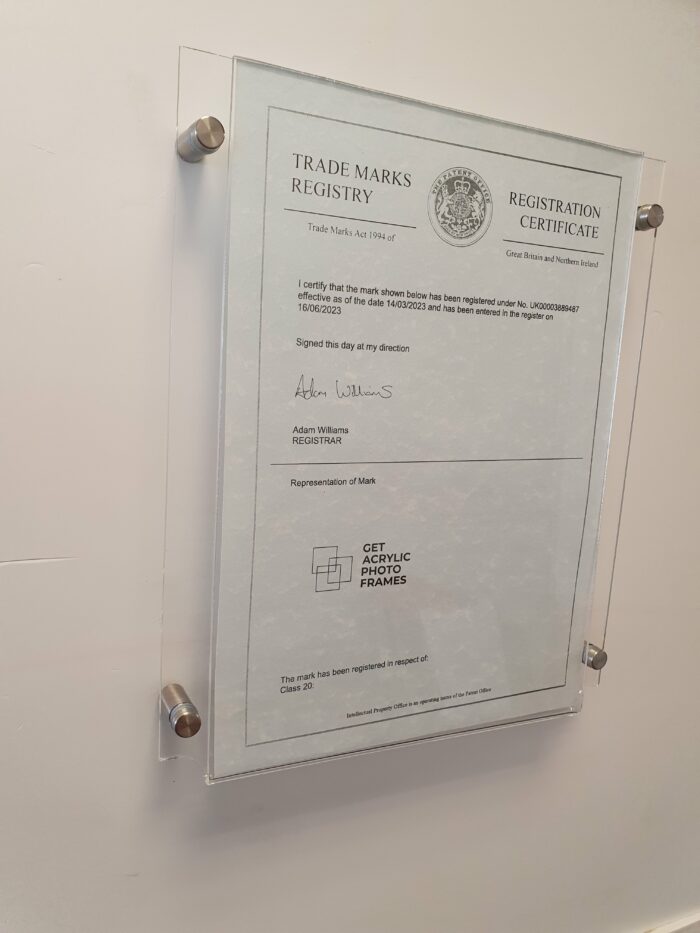 TRADE MARKS
REGISTRY
Trade Marks Act 1994 of
THE PATENT OFFICE
REGISTRATION
CERTIFICATE
Great Britain and Northern Ireland
I certify that the mark shown below has been registered under No. UK00003889487
effective as of the date 14/03/2023 and has been entered in the register on
16/06/2023
Signed this day at my direction
Adam Williams
Adam Williams
REGISTRAR
Representation of Mark
GET
ACRYLIC
PHOTO
FRAMES
The mark has been registered in respect of:
Class 20:
Intellectual Property Office is an operating name of the Patent Office